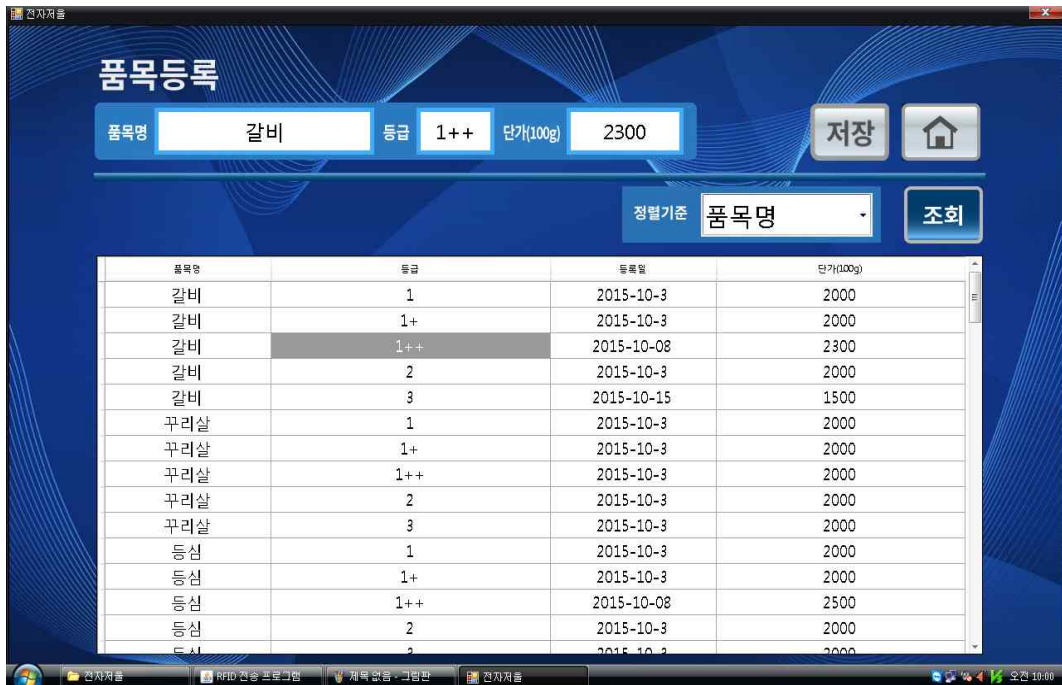 전자저울
품목등록
품목명 갈비 등급 1++ 단가(100g) 2300 저장
정렬기준 품목명 조회
품목명 등급 등록일 단가(100g)
갈비 1 2015-10-3 2000
갈비 1+ 2015-10-3 2000
갈비 1++ 2015-10-08 2300
갈비 2 2015-10-3 2000
갈비 3 2015-10-15 1500
꾸리살 1 2015-10-3 2000
꾸리살 1+ 2015-10-3 2000
꾸리살 1++ 2015-10-3 2000
꾸리살 2 2015-10-3 2000
꾸리살 3 2015-10-3 2000
등심 1 2015-10-3 2000
등심 1+ 2015-10-3 2000
등심 1++ 2015-10-08 2500
등심 2 2015-10-3 2000
등심 3 2015-10-3 2000
전자저울 RFID 전송 프로그램 제목 없음 - 그림판 전자저울 오전 10:00